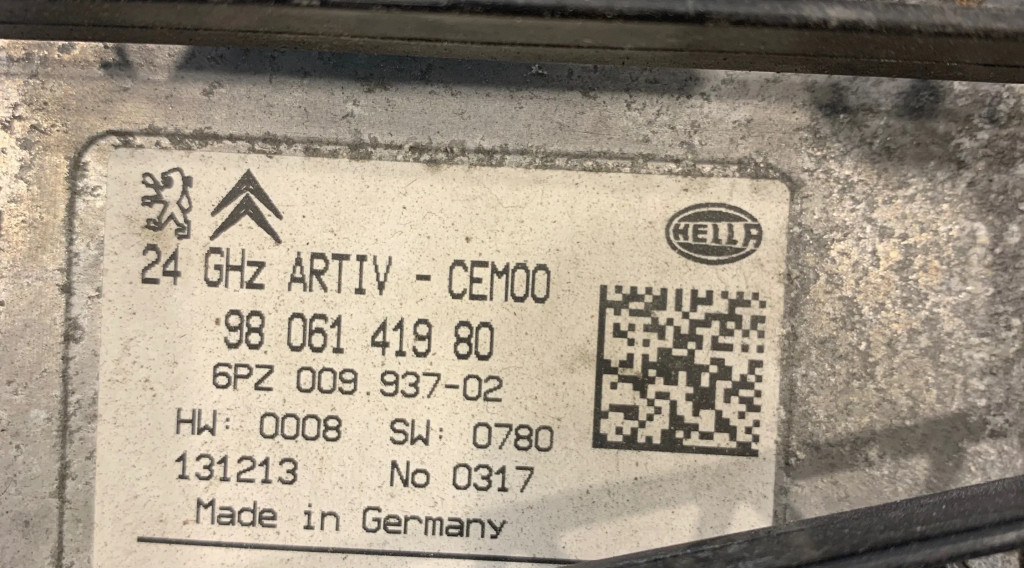 HELLA
24 GHz ARTIV - CEM00
98 061 419 80
6PZ 009 937-02
HW: 0008 SW: 0780
131213 No 0317
Made in Germany